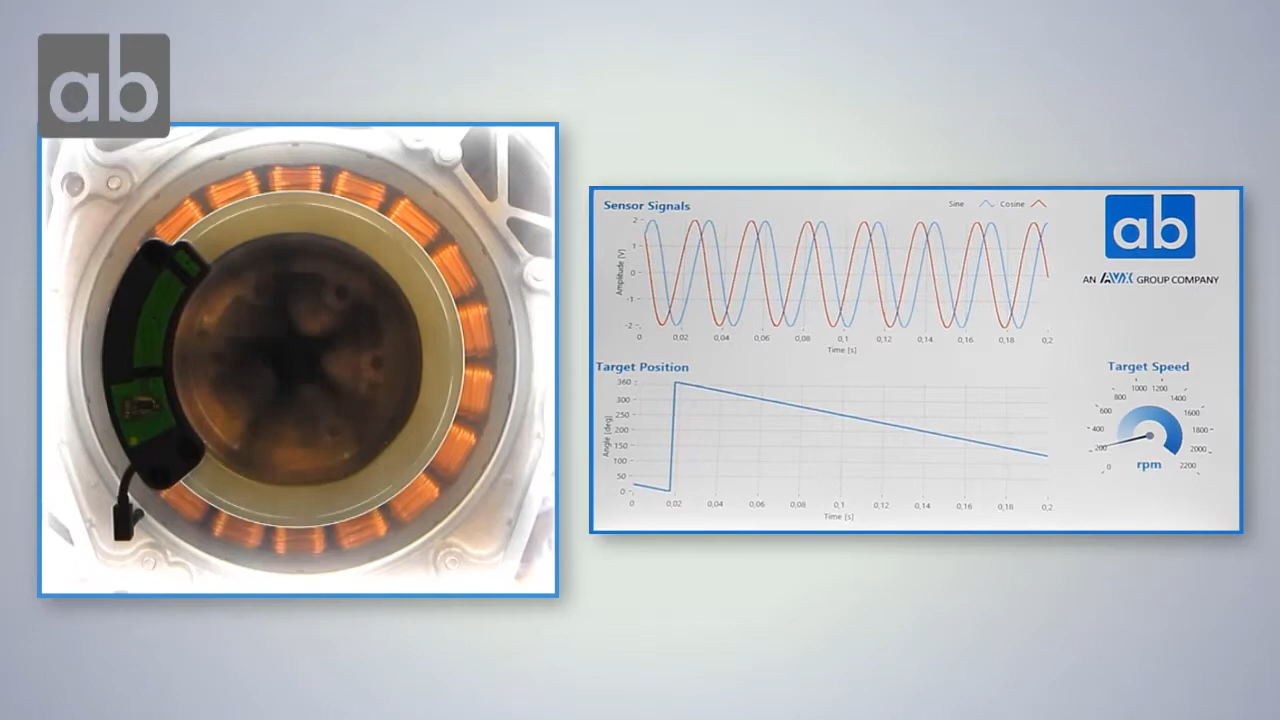 ab
Sensor Signals
Sine Cosine
ab
AN AVX GROUP COMPANY
Amplitude [V]
2
1
0
-1
-2
0 0,02 0,04 0,06 0,08 0,1 0,12 0,14 0,16 0,18 0,2
Time [s]
Target Position
Angle [deg]
360
300
250
200
150
100
50
0
0 0,02 0,04 0,06 0,08 0,1 0,12 0,14 0,16 0,18 0,2
Time [s]
Target Speed
0 200 400 600 800 1000 1200 1400 1600 1800 2000 2200
rpm